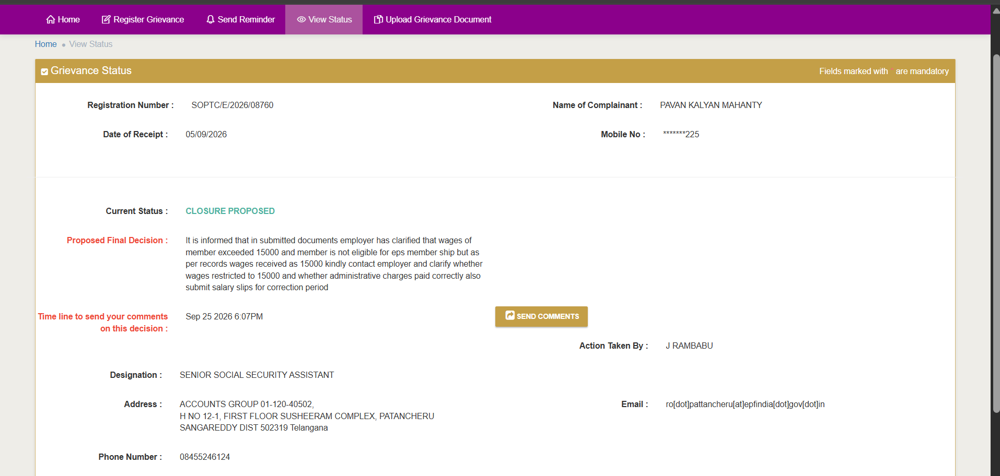 Home Register Grievance Send Reminder View Status Upload Grievance Document
Home • View Status
Grievance Status Fields marked with * are mandatory
Registration Number : SOPTC/E/2026/08760 Name of Complainant : PAVAN KALYAN MAHANTY
Date of Receipt : 05/09/2026 Mobile No : *******225
Current Status : CLOSURE PROPOSED
Proposed Final Decision : It is informed that in submitted documents employer has clarified that wages of
member exceeded 15000 and member is not eligible for eps member ship but as
per records wages received as 15000 kindly contact employer and clarify whether
wages restricted to 15000 and whether administrative charges paid correctly also
submit salary slips for correction period
Time line to send your comments Sep 25 2026 6:07PM SEND COMMENTS
on this decision :
Action Taken By : J RAMBABU
Designation : SENIOR SOCIAL SECURITY ASSISTANT
Address : ACCOUNTS GROUP 01-120-40502, Email : ro[dot]pattancheru[at]epfindia[dot]gov[dot]in
H NO 12-1, FIRST FLOOR SUSHEERAM COMPLEX, PATANCHERU
SANGAREDDY DIST 502319 Telangana
Phone Number : 08455246124